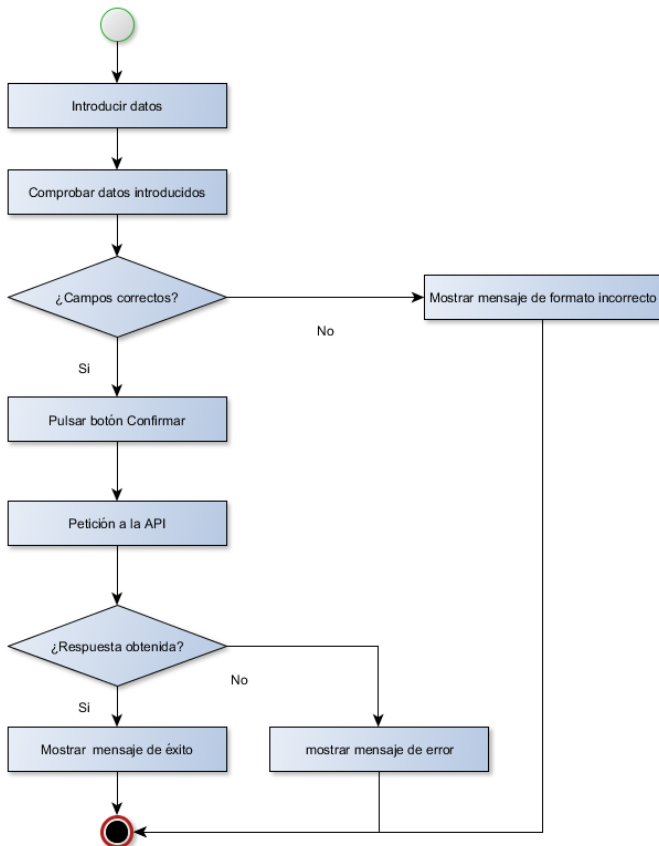 Introducir datos
Comprobar datos introducidos
¿Campos correctos?
Mostrar mensaje de formato incorrecto
No
Si
Pulsar botón Confirmar
Petición a la API
¿Respuesta obtenida?
No
Si
Mostrar mensaje de éxito
mostrar mensaje de error